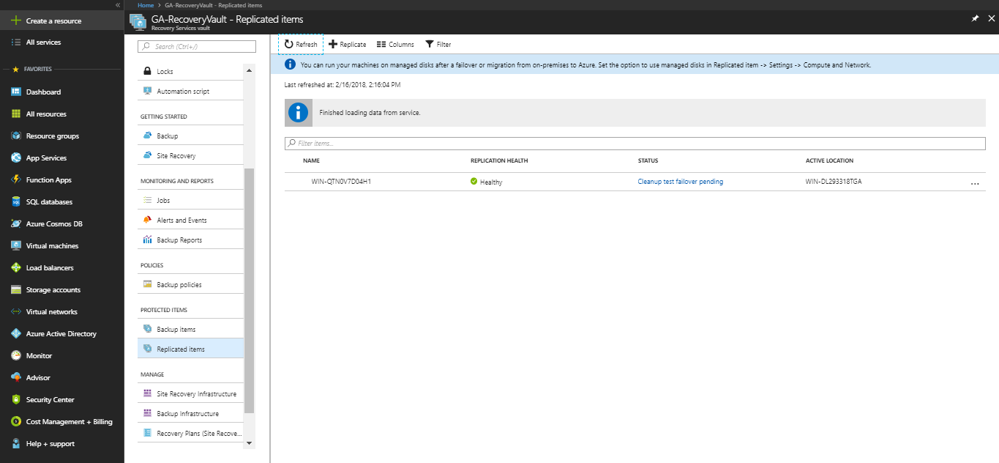 Home > GA-RecoveryVault - Replicated items
GA-RecoveryVault - Replicated items
Recovery Services vault
Create a resource
All services
FAVORITES
Dashboard
All resources
Resource groups
App Services
Function Apps
SQL databases
Azure Cosmos DB
Virtual machines
Load balancers
Storage accounts
Virtual networks
Azure Active Directory
Monitor
Advisor
Security Center
Cost Management + Billing
Help + support
Search (Ctrl+/)
Locks
Automation script
GETTING STARTED
Backup
Site Recovery
MONITORING AND REPORTS
Jobs
Alerts and Events
Backup Reports
POLICIES
Backup policies
PROTECTED ITEMS
Backup items
Replicated items
MANAGE
Site Recovery Infrastructure
Backup Infrastructure
Recovery Plans (Site Recove...
Refresh Replicate Columns Filter
You can run your machines on managed disks after a failover or migration from on-premises to Azure. Set the option to use managed disks in Replicated item -> Settings -> Compute and Network.
Last refreshed at: 2/16/2018, 2:16:04 PM
Finished loading data from service.
Filter items...
NAME REPLICATION HEALTH STATUS ACTIVE LOCATION
WIN-QTN0V7D04H1 Healthy Cleanup test failover pending WIN-DL293318TGA ...